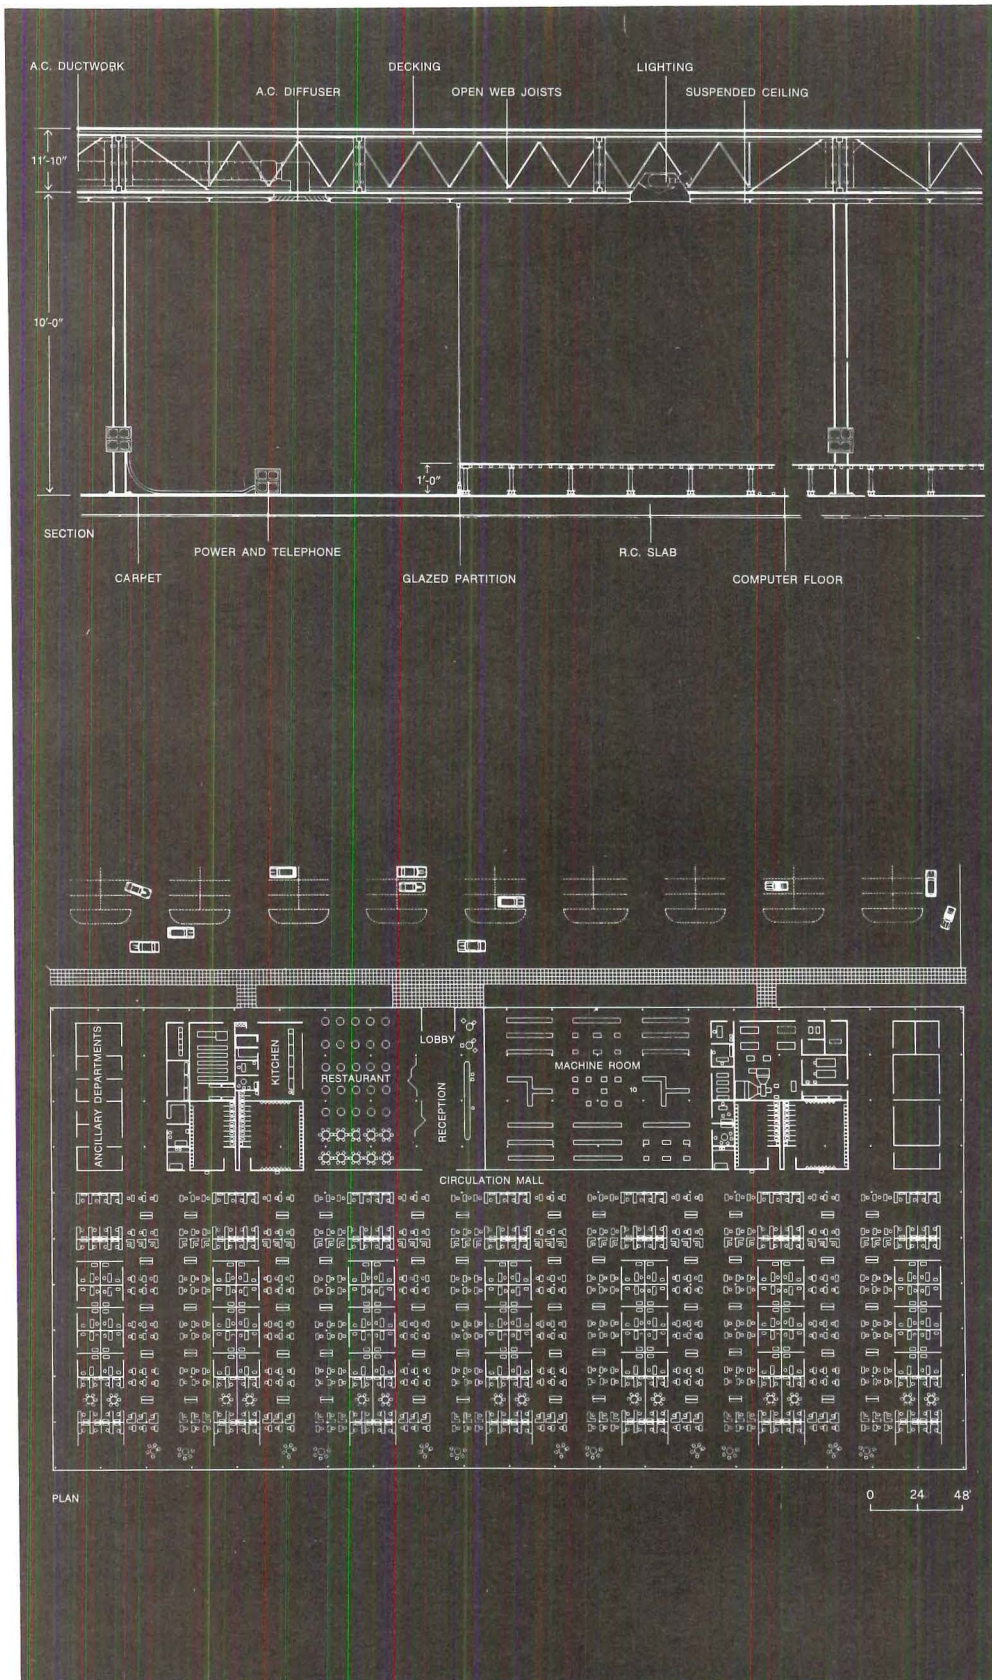 A.C. DUCTWORK
DECKING
LIGHTING
A.C. DIFFUSER
OPEN WEB JOISTS
SUSPENDED CEILING
11'-10"
10'-0"
1'-0"
SECTION
POWER AND TELEPHONE
R.C. SLAB
CARPET
GLAZED PARTITION
COMPUTER FLOOR
ANCILLARY DEPARTMENTS
KITCHEN
RESTAURANT
LOBBY
RECEPTION
MACHINE ROOM
10
CIRCULATION MALL
PLAN
0 24 48'